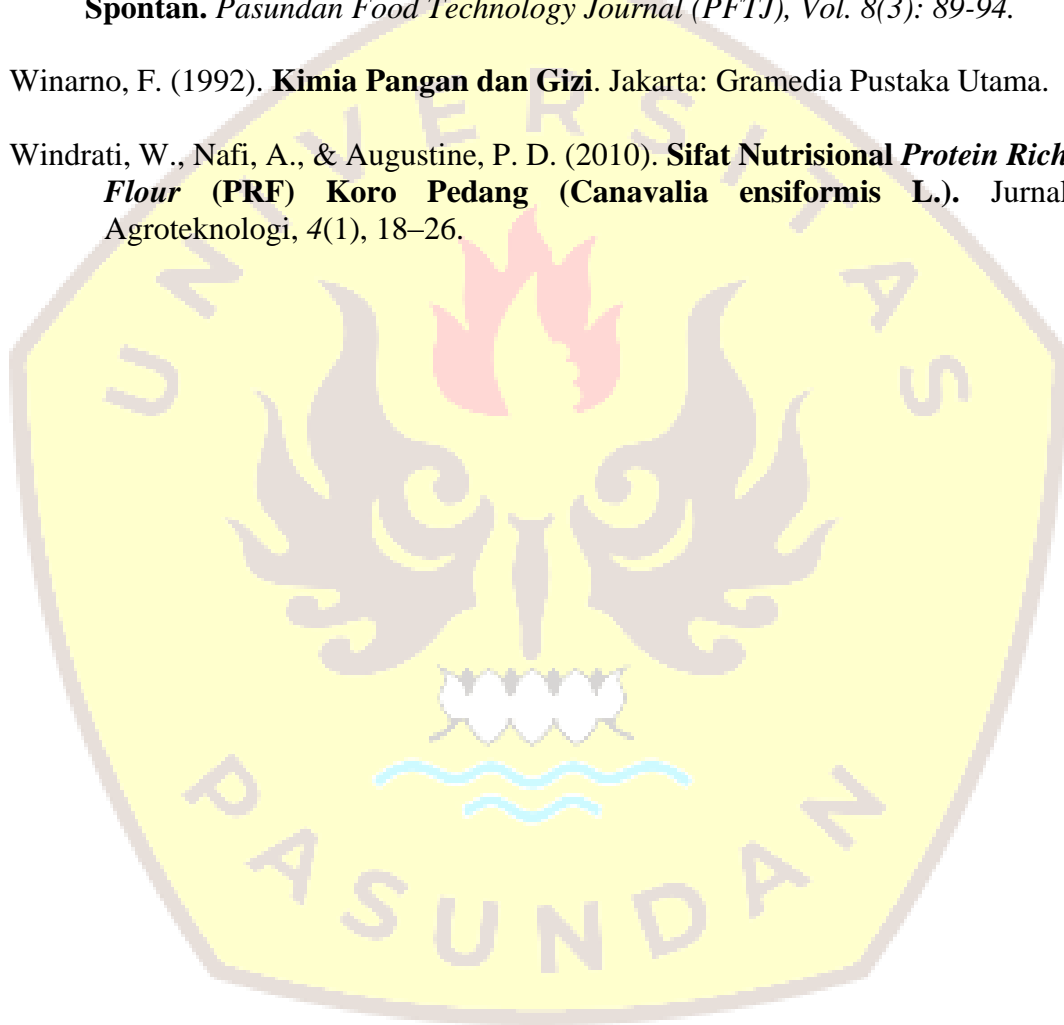 Spontan. Pasundan Food Technology Journal (PFTJ), Vol. 8(3): 89-94.
Winarno, F. (1992). Kimia Pangan dan Gizi. Jakarta: Gramedia Pustaka Utama.
Windrati, W., Nafi, A., & Augustine, P. D. (2010). Sifat Nutrisional Protein Rich
Flour (PRF) Koro Pedang (Canavalia ensiformis L.). Jurnal
Agroteknologi, 4(1), 18–26.
UNIVERSITAS
PASUNDAN